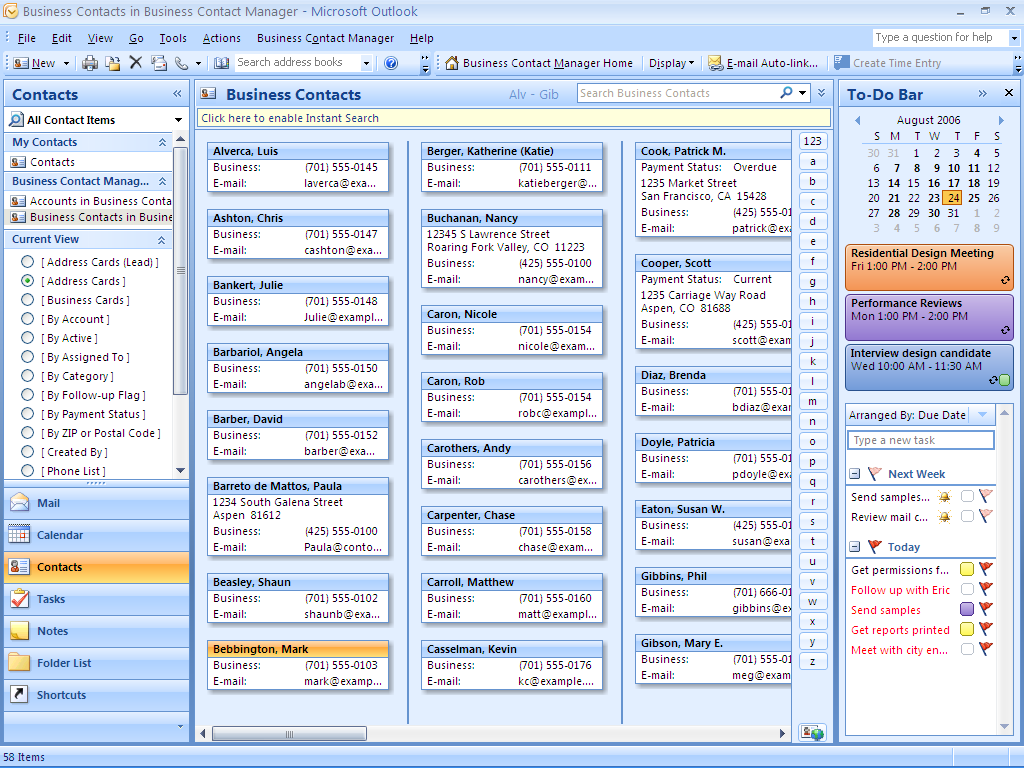 Business Contacts in Business Contact Manager - Microsoft Outlook
File Edit View Go Tools Actions Business Contact Manager Help
Type a question for help
New Search address books Business Contact Manager Home Display E-mail Auto-link... Create Time Entry
Contacts
All Contact Items
My Contacts
Contacts
Business Contact Manag...
Accounts in Business Conta
Business Contacts in Busine
Current View
[ Address Cards (Lead) ]
[ Address Cards ]
[ Business Cards ]
[ By Account ]
[ By Active ]
[ By Assigned To ]
[ By Category ]
[ By Follow-up Flag ]
[ By Payment Status ]
[ By ZIP or Postal Code ]
[ Created By ]
[ Phone List ]
Mail
Calendar
Contacts
Tasks
Notes
Folder List
Shortcuts
Business Contacts
Alv - Gib
Search Business Contacts
Click here to enable Instant Search
Alverca, Luis
Business: (701) 555-0145
E-mail: laverca@exa...
Ashton, Chris
Business: (701) 555-0147
E-mail: cashton@exa...
Bankert, Julie
Business: (701) 555-0148
E-mail: Julie@exampl...
Barbariol, Angela
Business: (701) 555-0150
E-mail: angelab@exa...
Barber, David
Business: (701) 555-0152
E-mail: barber@exa...
Barreto de Mattos, Paula
1234 South Galena Street
Aspen 81612
Business: (425) 555-0100
E-mail: Paula@conto...
Beasley, Shaun
Business: (701) 555-0102
E-mail: shaunb@exa...
Bebbington, Mark
Business: (701) 555-0103
E-mail: mark@examp...
Berger, Katherine (Katie)
Business: (701) 555-0111
E-mail: katieberger@...
Buchanan, Nancy
12345 S Lawrence Street
Roaring Fork Valley, CO 11223
Business: (425) 555-0100
E-mail: nancy@exam...
Caron, Nicole
Business: (701) 555-0154
E-mail: nicole@exam...
Caron, Rob
Business: (701) 555-0154
E-mail: robc@exampl...
Carothers, Andy
Business: (701) 555-0156
E-mail: carothers@ex...
Carpenter, Chase
Business: (701) 555-0158
E-mail: chase@exam...
Carroll, Matthew
Business: (701) 555-0160
E-mail: matt@exampl...
Casselman, Kevin
Business: (701) 555-0176
E-mail: kc@example....
Cook, Patrick M.
Payment Status: Overdue
1235 Market Street
San Francisco, CA 15428
Business: (425) 555-01
E-mail: patrick@exa
Cooper, Scott
Payment Status: Current
1235 Carriage Way Road
Aspen, CO 81688
Business: (425) 555-01
E-mail: scott@exam
Diaz, Brenda
Business: (701) 555-01
E-mail: bdiaz@exam
Doyle, Patricia
Business: (701) 555-01
E-mail: pdoyle@exa
Eaton, Susan W.
Business: (425) 555-01
E-mail: susan@exa
Gibbins, Phil
Business: (701) 666-01
E-mail: gibbins@exa
Gibson, Mary E.
Business: (701) 555-01
E-mail: meg@exam
123
a
b
c
d
e
f
g
h
i
j
k
l
m
n
o
p
q
r
s
t
u
v
w
x
y
z
To-Do Bar
August 2006
S M T W T F S
30 31 1 2 3 4 5
6 7 8 9 10 11 12
13 14 15 16 17 18 19
20 21 22 23 24 25 26
27 28 29 30 31 1 2
3 4 5 6 7 8 9
Residential Design Meeting
Fri 1:00 PM - 2:00 PM
Performance Reviews
Mon 1:00 PM - 2:00 PM
Interview design candidate
Wed 10:00 AM - 11:30 AM
Arranged By: Due Date
Type a new task
Next Week
Send samples...
Review mail c...
Today
Get permissions f...
Follow up with Eric
Send samples
Get reports printed
Meet with city en...
58 Items